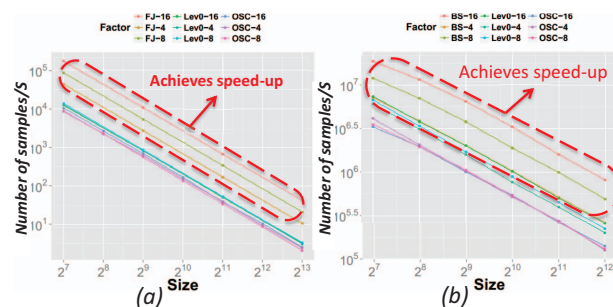 FJ-16 Lev0-16 OSC-16
Factor FJ-4 Lev0-4 OSC-4
FJ-8 Lev0-8 OSC-8
Number of samples/S
10^5
10^4
10^3
10^2
10^1
Achieves speed-up
2^7 2^8 2^9 2^10 2^11 2^12 2^13
Size
(a)
BS-16 Lev0-16 OSC-16
Factor BS-4 Lev0-4 OSC-4
BS-8 Lev0-8 OSC-8
Number of samples/S
10^7
10^6.5
10^6
10^5.5
10^5
Achieves speed-up
2^7 2^8 2^9 2^10 2^11 2^12
Size
(b)